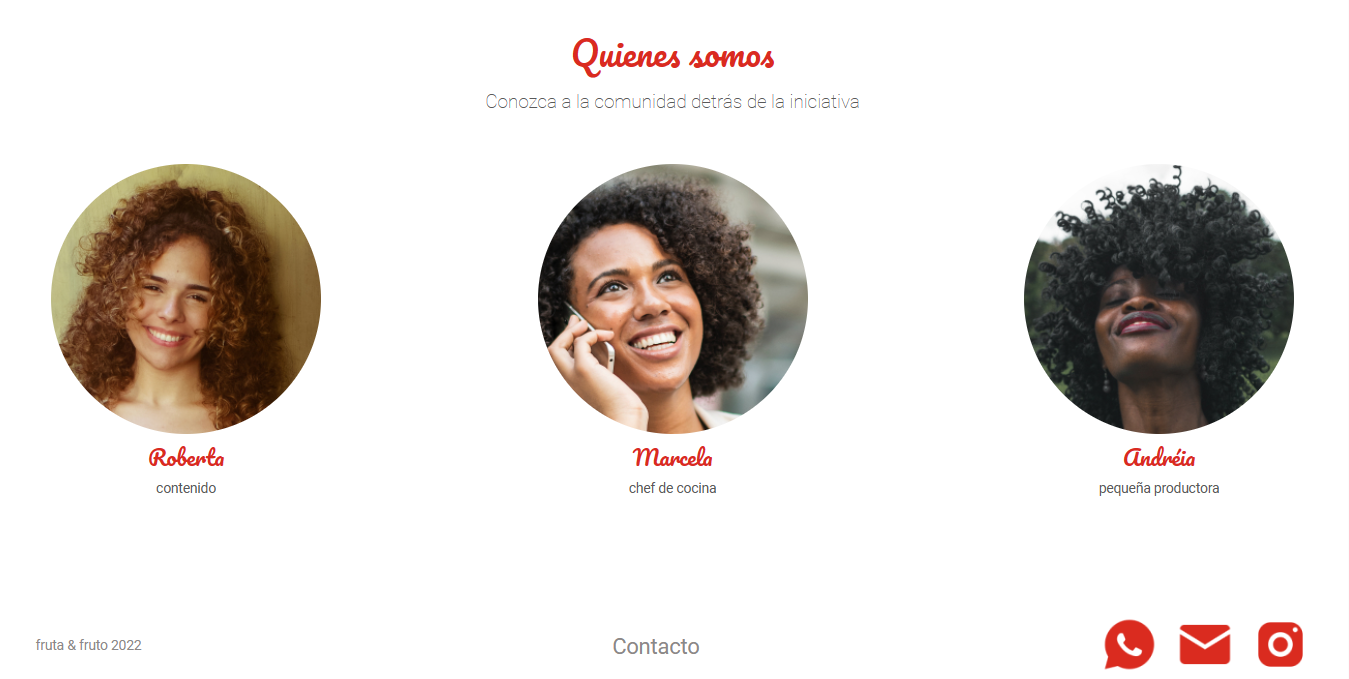 Quienes somos
Conozca a la comunidad detrás de la iniciativa
Roberta
contenido
Marcela
chef de cocina
Andréia
pequeña productora
fruta & fruto 2022
Contacto